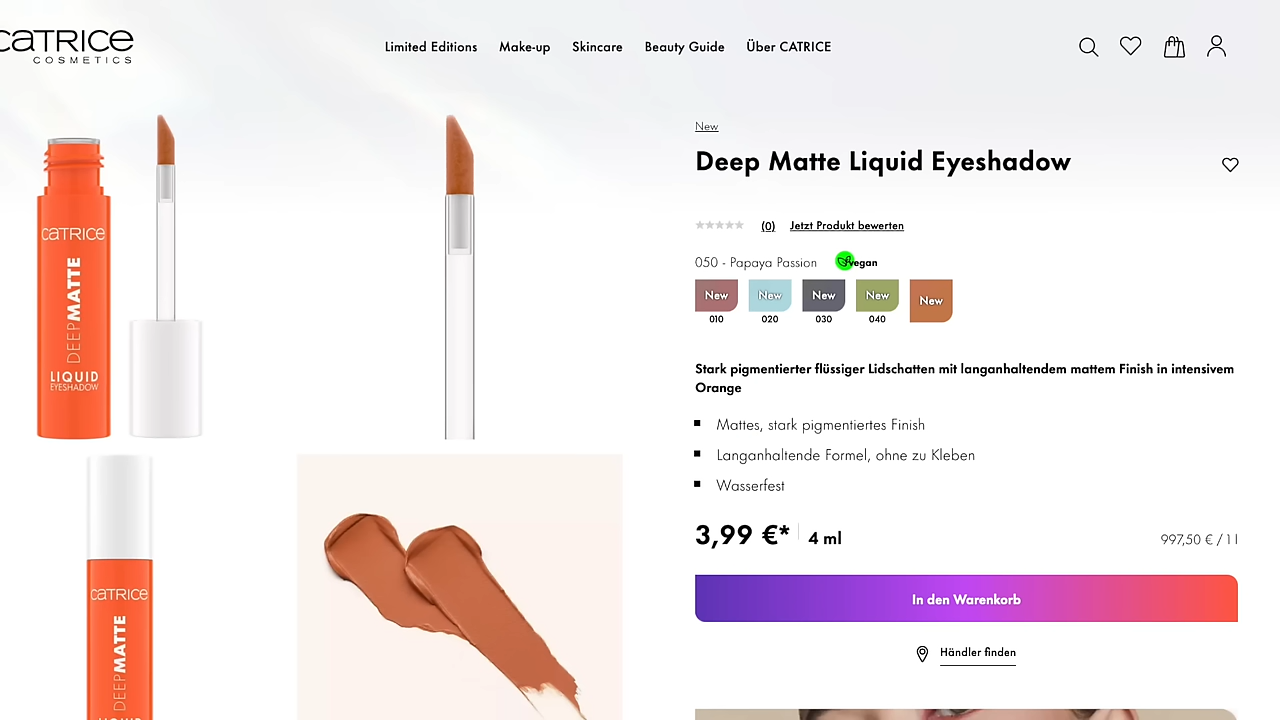 CATRICE
COSMETICS
Limited Editions Make-up Skincare Beauty Guide Über CATRICE
New
Deep Matte Liquid Eyeshadow
(0) Jetzt Produkt bewerten
050 - Papaya Passion vegan
New New New New New
010 020 030 040
Stark pigmentierter flüssiger Lidschatten mit langanhaltendem mattem Finish in intensivem
Orange
Mattes, stark pigmentiertes Finish
Langanhaltende Formel, ohne zu Kleben
Wasserfest
3,99 €* 4 ml 997,50 € / 1 l
In den Warenkorb
Händler finden
CATRICE
DEEP MATTE
LIQUID
EYESHADOW
CATRICE
DEEP MATTE
LIQUID